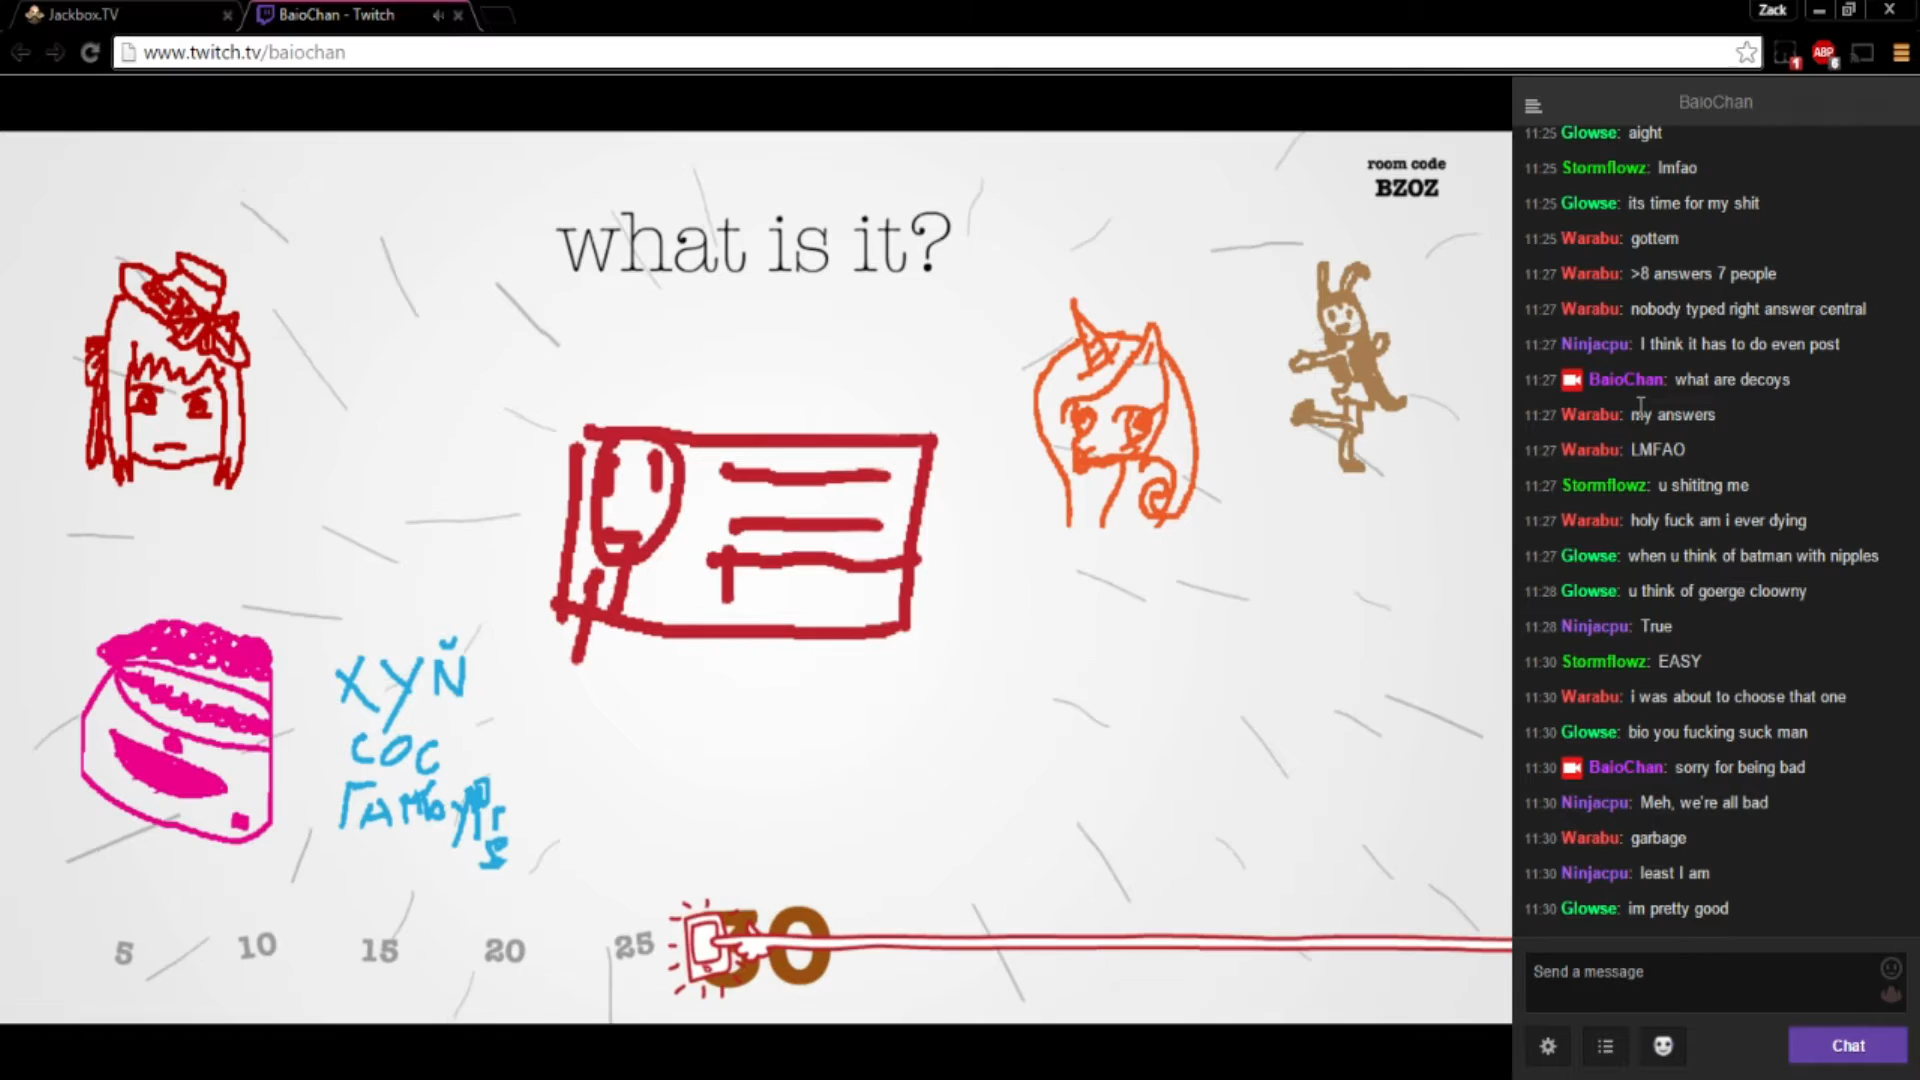 Jackbox.TV
BaioChan - Twitch
Zack
www.twitch.tv/baiochan
1
ABP
6
room code
BZOZ
what is it?
ХУЙ
СОС
5
10
15
20
25
30
BaioChan
11:25 Glowse: aight
11:25 Stormflowz: lmfao
11:25 Glowse: its time for my shit
11:25 Warabu: gottem
11:27 Warabu: >8 answers 7 people
11:27 Warabu: nobody typed right answer central
11:27 Ninjacpu: I think it has to do even post
11:27 BaioChan: what are decoys
11:27 Warabu: my answers
11:27 Warabu: LMFAO
11:27 Stormflowz: u shititng me
11:27 Warabu: holy fuck am i ever dying
11:27 Glowse: when u think of batman with nipples
11:28 Glowse: u think of goerge cloowny
11:28 Ninjacpu: True
11:30 Stormflowz: EASY
11:30 Warabu: i was about to choose that one
11:30 Glowse: bio you fucking suck man
11:30 BaioChan: sorry for being bad
11:30 Ninjacpu: Meh, we're all bad
11:30 Warabu: garbage
11:30 Ninjacpu: least I am
11:30 Glowse: im pretty good
Send a message
Chat